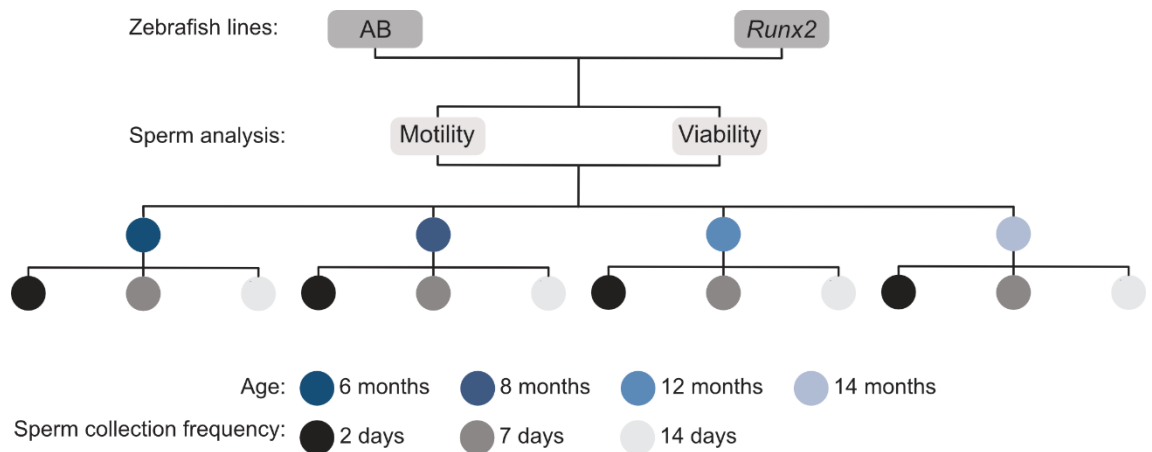 Zebrafish lines: AB Runx2
Sperm analysis: Motility Viability
Age: 6 months 8 months 12 months 14 months
Sperm collection frequency: 2 days 7 days 14 days